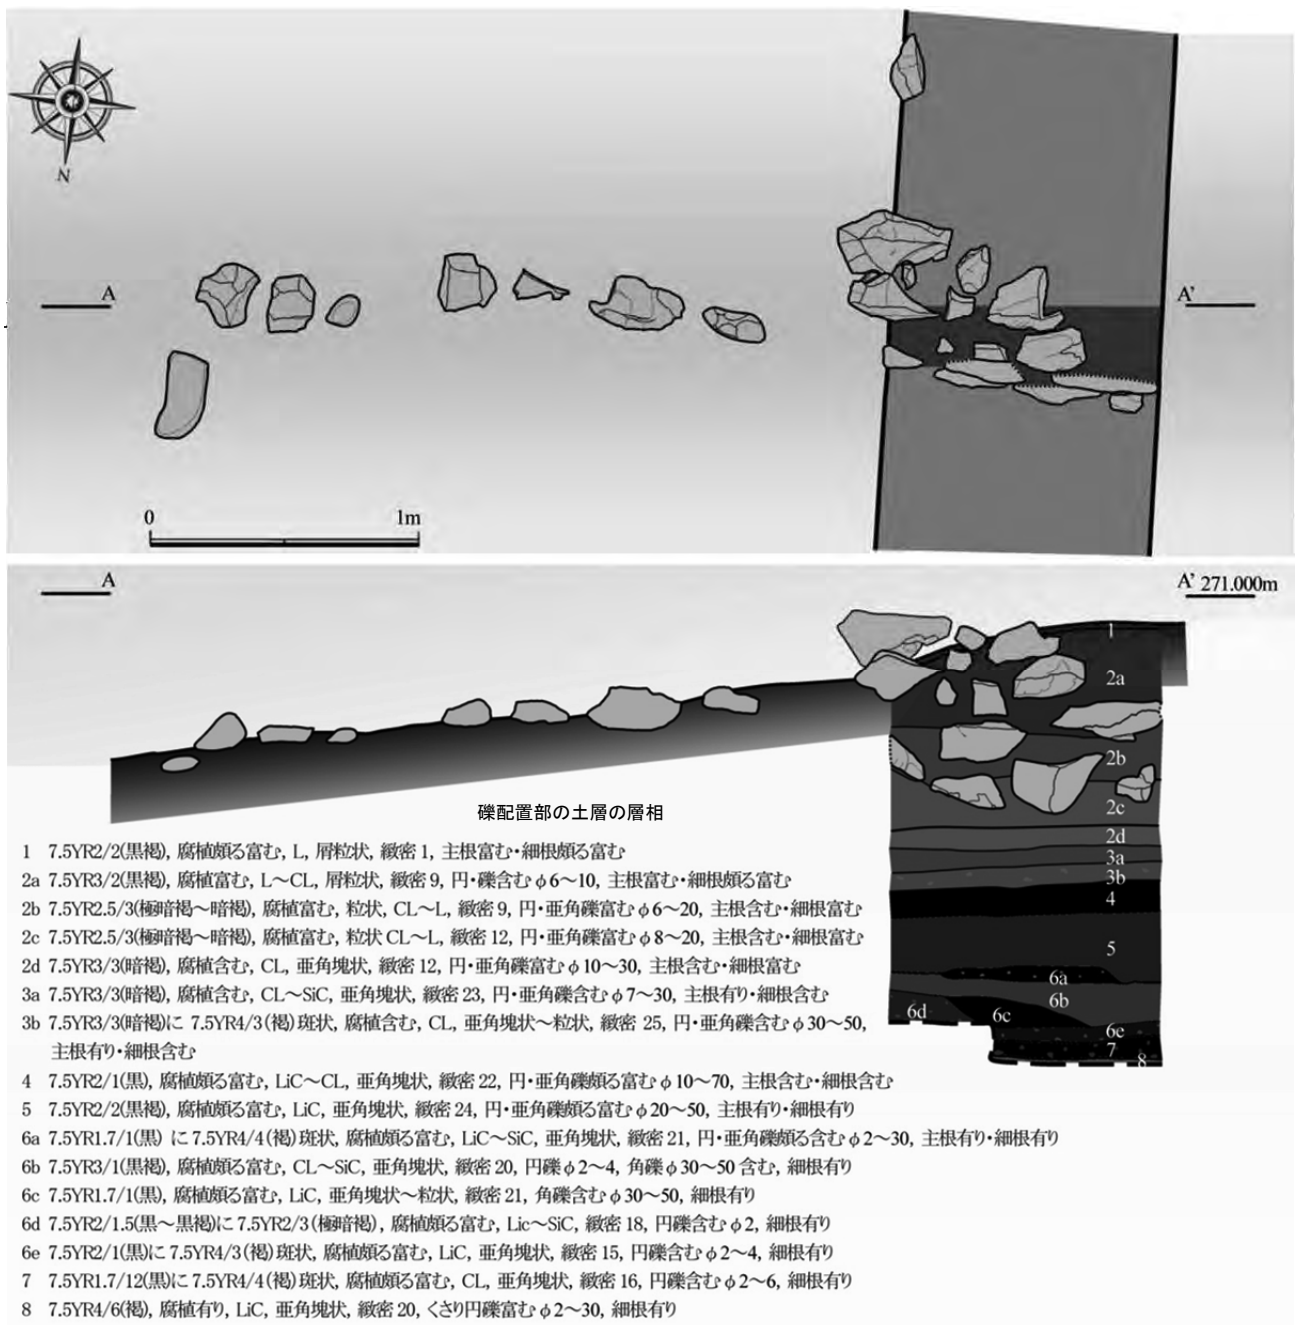 N
A
A'
0 1m
A
A' 271.000m
1
2a
2b
2c
2d
3a
3b
4
5
6a
6b
6d
6c
6e
7
8
礫配置部の土層の層相
1 7.5YR2/2(黒褐), 腐植頗る富む, L, 屑粒状, 緻密 1, 主根富む・細根頗る富む
2a 7.5YR3/2(黒褐), 腐植富む, L～CL, 屑粒状, 緻密 9, 円・礫含むφ6～10, 主根富む・細根頗る富む
2b 7.5YR2.5/3(極暗褐～暗褐), 腐植富む, 粒状, CL～L, 緻密 9, 円・亜角礫富むφ6～20, 主根含む・細根富む
2c 7.5YR2.5/3(極暗褐～暗褐), 腐植富む, 粒状 CL～L, 緻密 12, 円・亜角礫富むφ8～20, 主根含む・細根富む
2d 7.5YR3/3(暗褐), 腐植含む, CL, 亜角塊状, 緻密 12, 円・亜角礫富むφ10～30, 主根含む・細根富む
3a 7.5YR3/3(暗褐), 腐植含む, CL～SiC, 亜角塊状, 緻密 23, 円・亜角礫含むφ7～30, 主根有り・細根含む
3b 7.5YR3/3(暗褐)に 7.5YR4/3(褐)斑状, 腐植含む, CL, 亜角塊状～粒状, 緻密 25, 円・亜角礫含むφ30～50,
主根有り・細根含む
4 7.5YR2/1(黒), 腐植頗る富む, LiC～CL, 亜角塊状, 緻密 22, 円・亜角礫頗る富むφ10～70, 主根含む・細根含む
5 7.5YR2/2(黒褐), 腐植頗る富む, LiC, 亜角塊状, 緻密 24, 円・亜角礫頗る富むφ20～50, 主根有り・細根有り
6a 7.5YR1.7/1(黒) に 7.5YR4/4(褐)斑状, 腐植頗る富む, LiC～SiC, 亜角塊状, 緻密 21, 円・亜角礫頗る含むφ2～30, 主根有り・細根有り
6b 7.5YR3/1(黒褐), 腐植頗る富む, CL～SiC, 亜角塊状, 緻密 20, 円礫φ2～4, 角礫φ30～50 含む, 細根有り
6c 7.5YR1.7/1(黒), 腐植頗る富む, LiC, 亜角塊状～粒状, 緻密 21, 角礫含むφ30～50, 細根有り
6d 7.5YR2/1.5(黒～黒褐)に 7.5YR2/3(極暗褐), 腐植頗る富む, Lic～SiC, 緻密 18, 円礫含むφ2, 細根有り
6e 7.5YR2/1(黒)に 7.5YR4/3(褐)斑状, 腐植頗る富む, LiC, 亜角塊状, 緻密 15, 円礫含むφ2～4, 細根有り
7 7.5YR1.7/12(黒)に 7.5YR4/4(褐)斑状, 腐植頗る富む, CL, 亜角塊状, 緻密 16, 円礫含むφ2～6, 細根有り
8 7.5YR4/6(褐), 腐植有り, LiC, 亜角塊状, 緻密 20, くさり円礫富むφ2～30, 細根有り